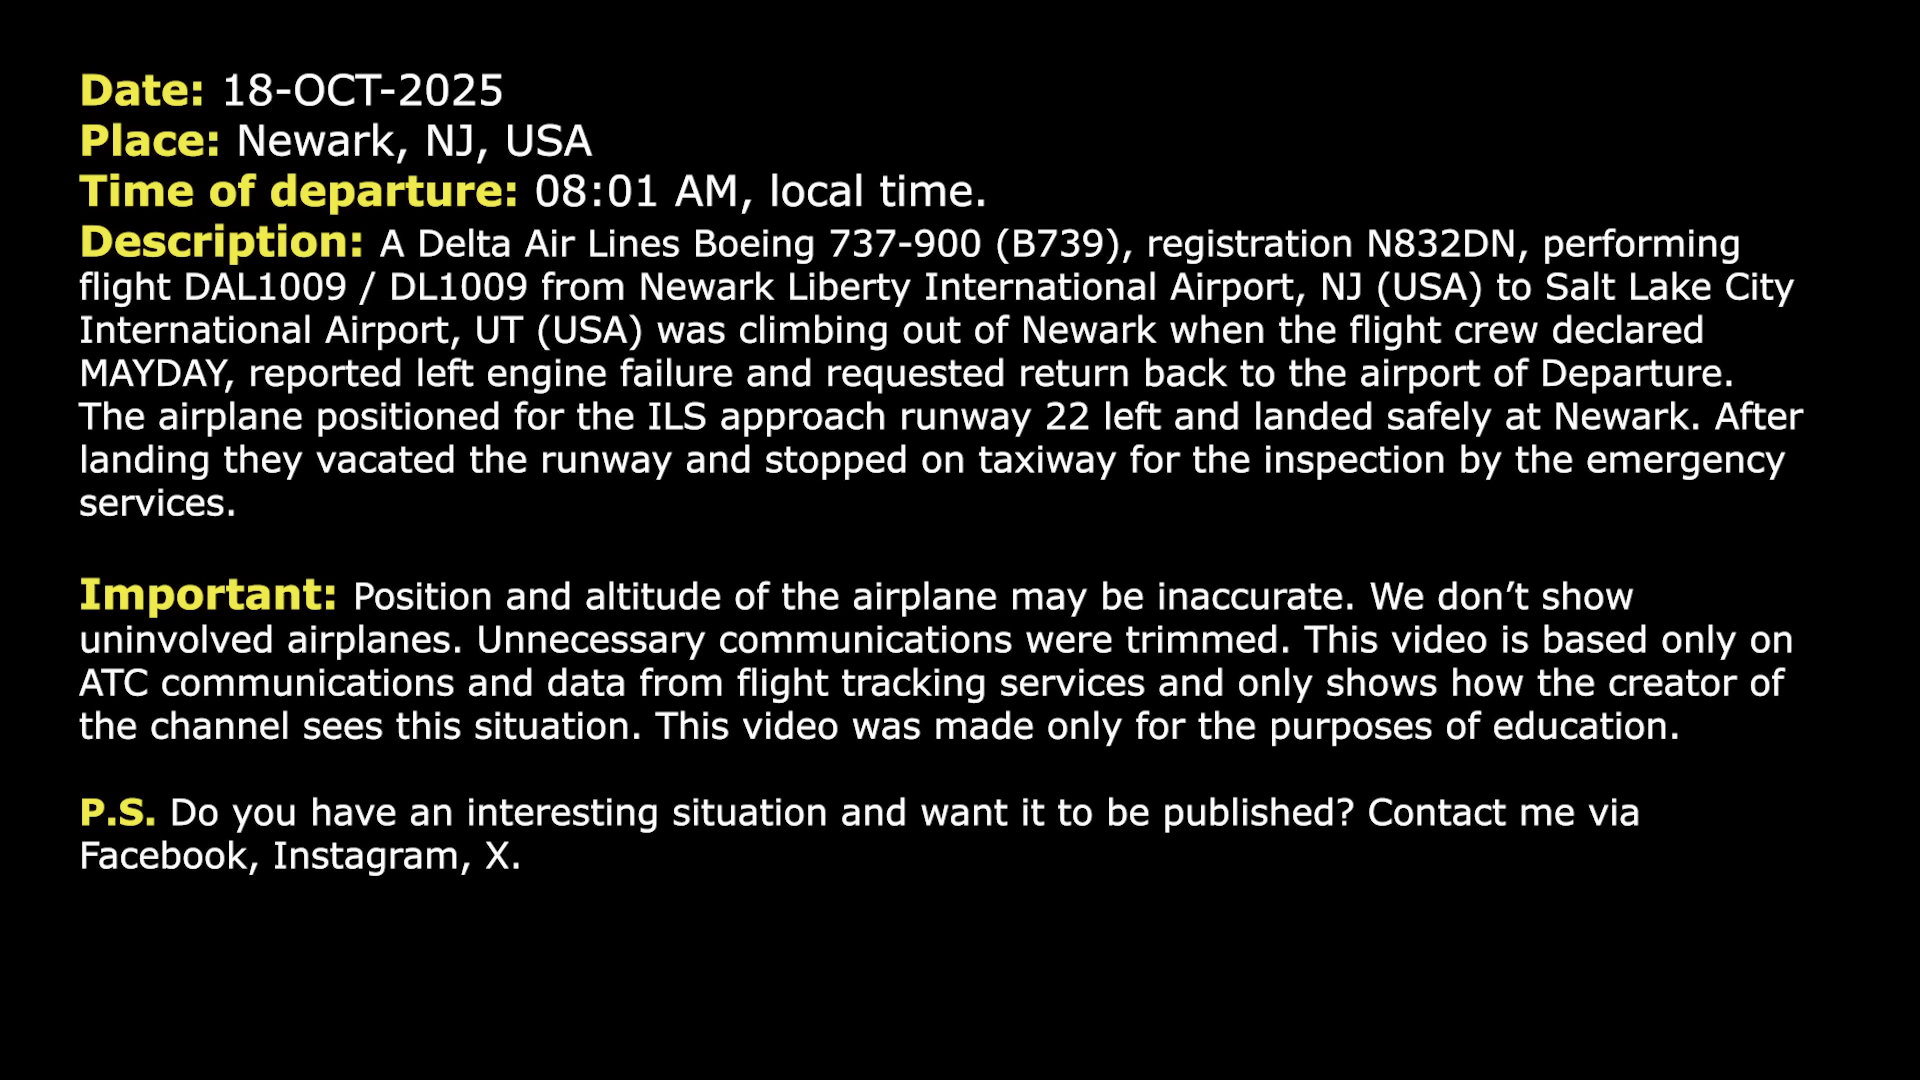 Date: 18-OCT-2025
Place: Newark, NJ, USA
Time of departure: 08:01 AM, local time.
Description: A Delta Air Lines Boeing 737-900 (B739), registration N832DN, performing
flight DAL1009 / DL1009 from Newark Liberty International Airport, NJ (USA) to Salt Lake City
International Airport, UT (USA) was climbing out of Newark when the flight crew declared
MAYDAY, reported left engine failure and requested return back to the airport of Departure.
The airplane positioned for the ILS approach runway 22 left and landed safely at Newark. After
landing they vacated the runway and stopped on taxiway for the inspection by the emergency
services.
Important: Position and altitude of the airplane may be inaccurate. We don’t show
uninvolved airplanes. Unnecessary communications were trimmed. This video is based only on
ATC communications and data from flight tracking services and only shows how the creator of
the channel sees this situation. This video was made only for the purposes of education.
P.S. Do you have an interesting situation and want it to be published? Contact me via
Facebook, Instagram, X.